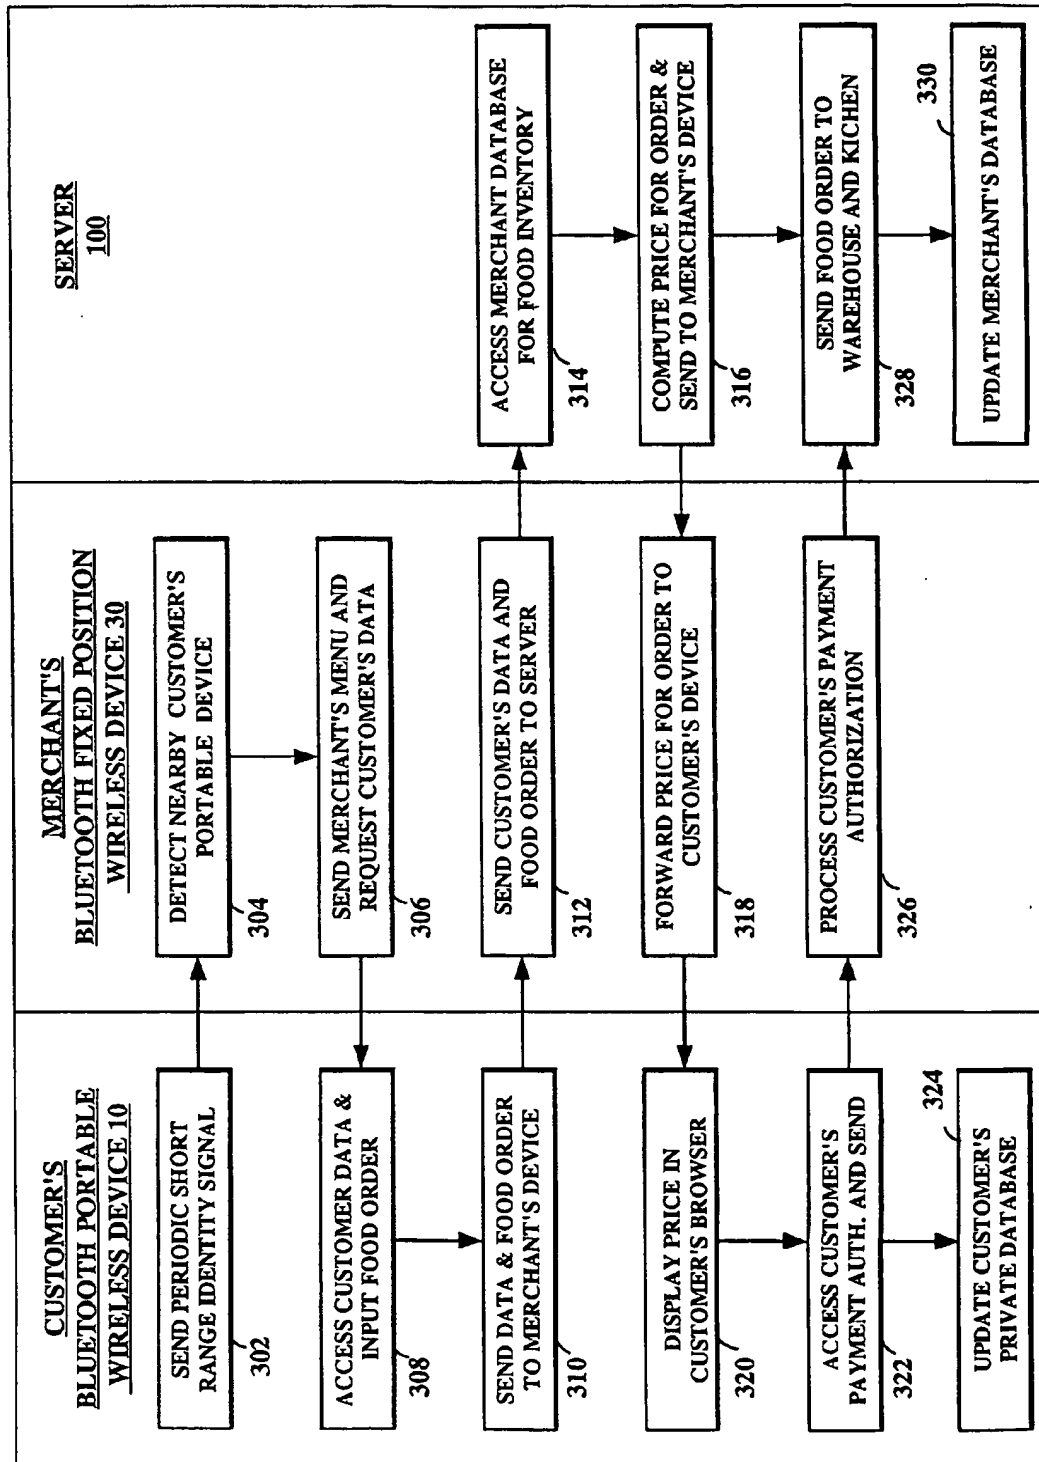 CUSTOMER'S
BLUETOOTH PORTABLE
WIRELESS DEVICE 10
MERCHANT'S
BLUETOOTH FIXED POSITION
WIRELESS DEVICE 30
SERVER
100
SEND PERIODIC SHORT
RANGE IDENTITY SIGNAL
302
DETECT NEARBY CUSTOMER'S
PORTABLE DEVICE
304
SEND MERCHANT'S MENU AND
REQUEST CUSTOMER'S DATA
306
ACCESS CUSTOMER DATA &
INPUT FOOD ORDER
308
SEND DATA & FOOD ORDER
TO MERCHANT'S DEVICE
310
SEND CUSTOMER'S DATA AND
FOOD ORDER TO SERVER
312
ACCESS MERCHANT DATABASE
FOR FOOD INVENTORY
314
COMPUTE PRICE FOR ORDER &
SEND TO MERCHANT'S DEVICE
316
FORWARD PRICE FOR ORDER TO
CUSTOMER'S DEVICE
318
DISPLAY PRICE IN
CUSTOMER'S BROWSER
320
ACCESS CUSTOMER'S
PAYMENT AUTH. AND SEND
322
UPDATE CUSTOMER'S
PRIVATE DATABASE
324
PROCESS CUSTOMER'S PAYMENT
AUTHORIZATION
326
SEND FOOD ORDER TO
WAREHOUSE AND KICHEN
328
UPDATE MERCHANT'S DATABASE
330